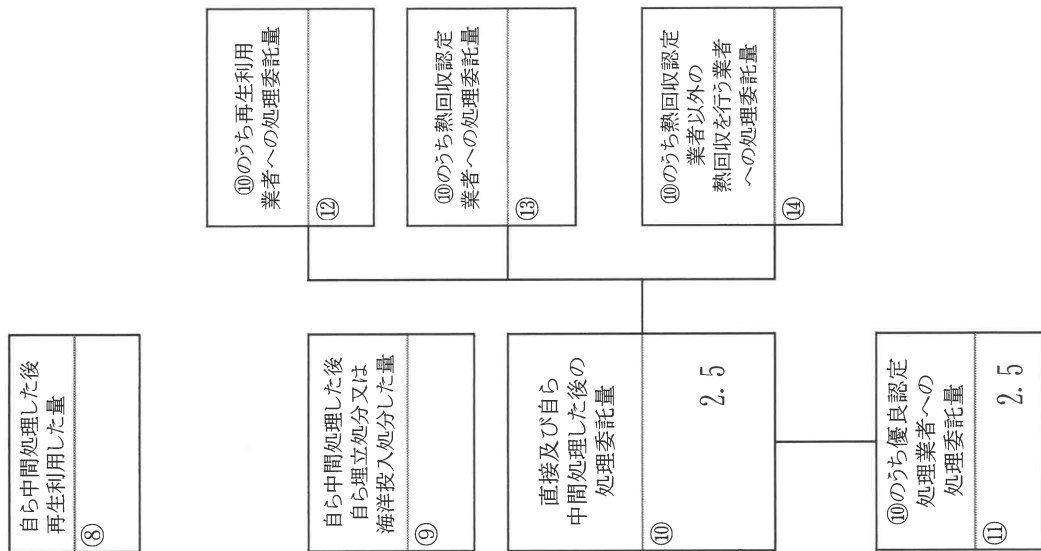 自ら中間処理した後
再生利用した量
⑧
自ら中間処理した後
自ら埋立処分又は
海洋投入処分した量
⑨
直接及び自ら
中間処理した後の
処理委託量
⑩
2.5
⑩のうち優良認定
処理業者への
処理委託量
⑪
2.5
⑩のうち再生利用
業者への処理委託量
⑫
⑩のうち熱回収認定
業者への処理委託量
⑬
⑩のうち熱回収認定
業者以外の
熱回収を行う業者
への処理委託量
⑭